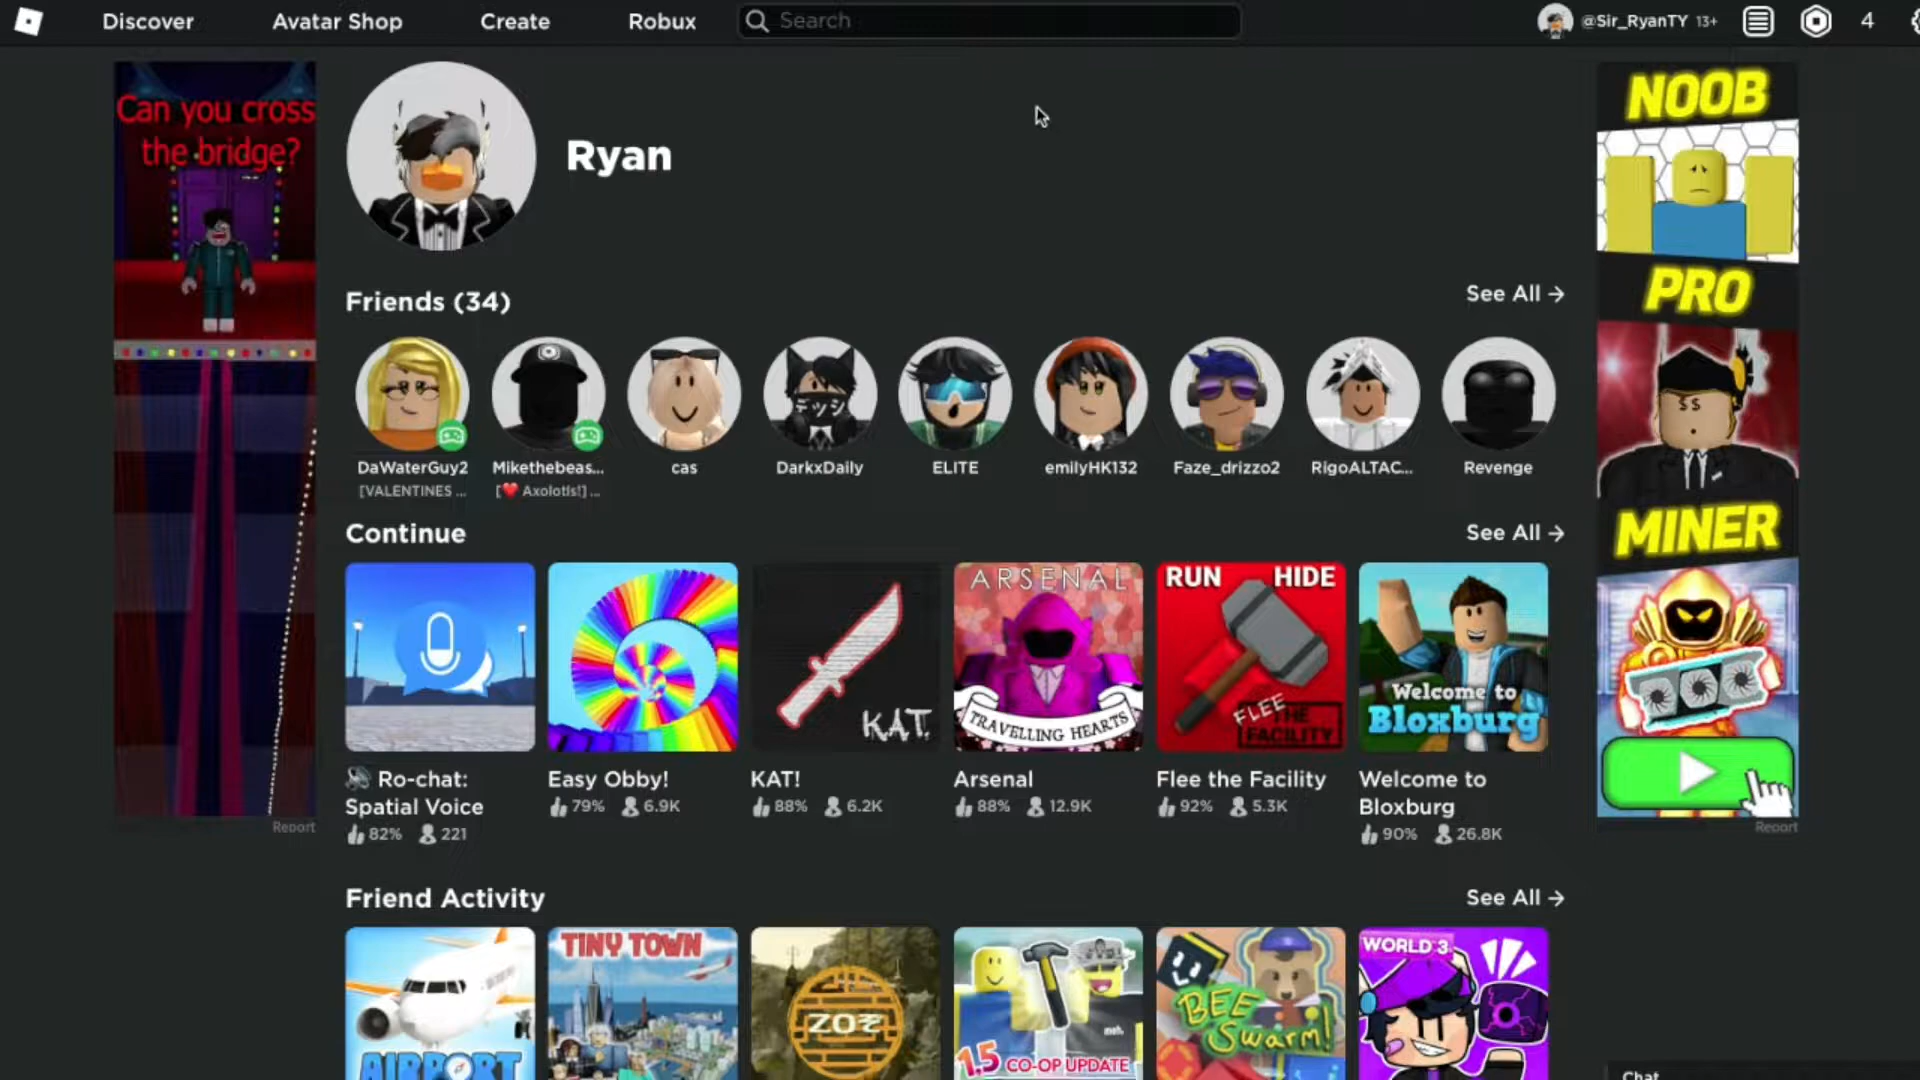 Discover
Avatar Shop
Create
Robux
Search
@Sir_RyanTY 13+
4
Can you cross
the bridge?
Report
Ryan
NOOB
PRO
MINER
Report
Friends (34)
See All →
DaWaterGuy2
[VALENTINES ...
Mikethebeas...
[❤️ Axolotls!] ...
cas
DarkxDaily
デッジ
ELITE
emilyHK132
Faze_drizzo2
RigoALTAC...
Revenge
Continue
See All →
KAT.
ARSENAL
TRAVELLING HEARTS
RUN HIDE
FLEE
THE
FACILITY
Welcome to
Bloxburg
Ro-chat:
Spatial Voice
82% 221
Easy Obby!
79% 6.9K
KAT!
88% 6.2K
Arsenal
88% 12.9K
Flee the Facility
92% 5.3K
Welcome to
Bloxburg
90% 26.8K
Friend Activity
See All →
AIRPORT
TINY TOWN
1.5 CO-OP UPDATE
meh.
BEE
Swarm!
WORLD 3
Chat